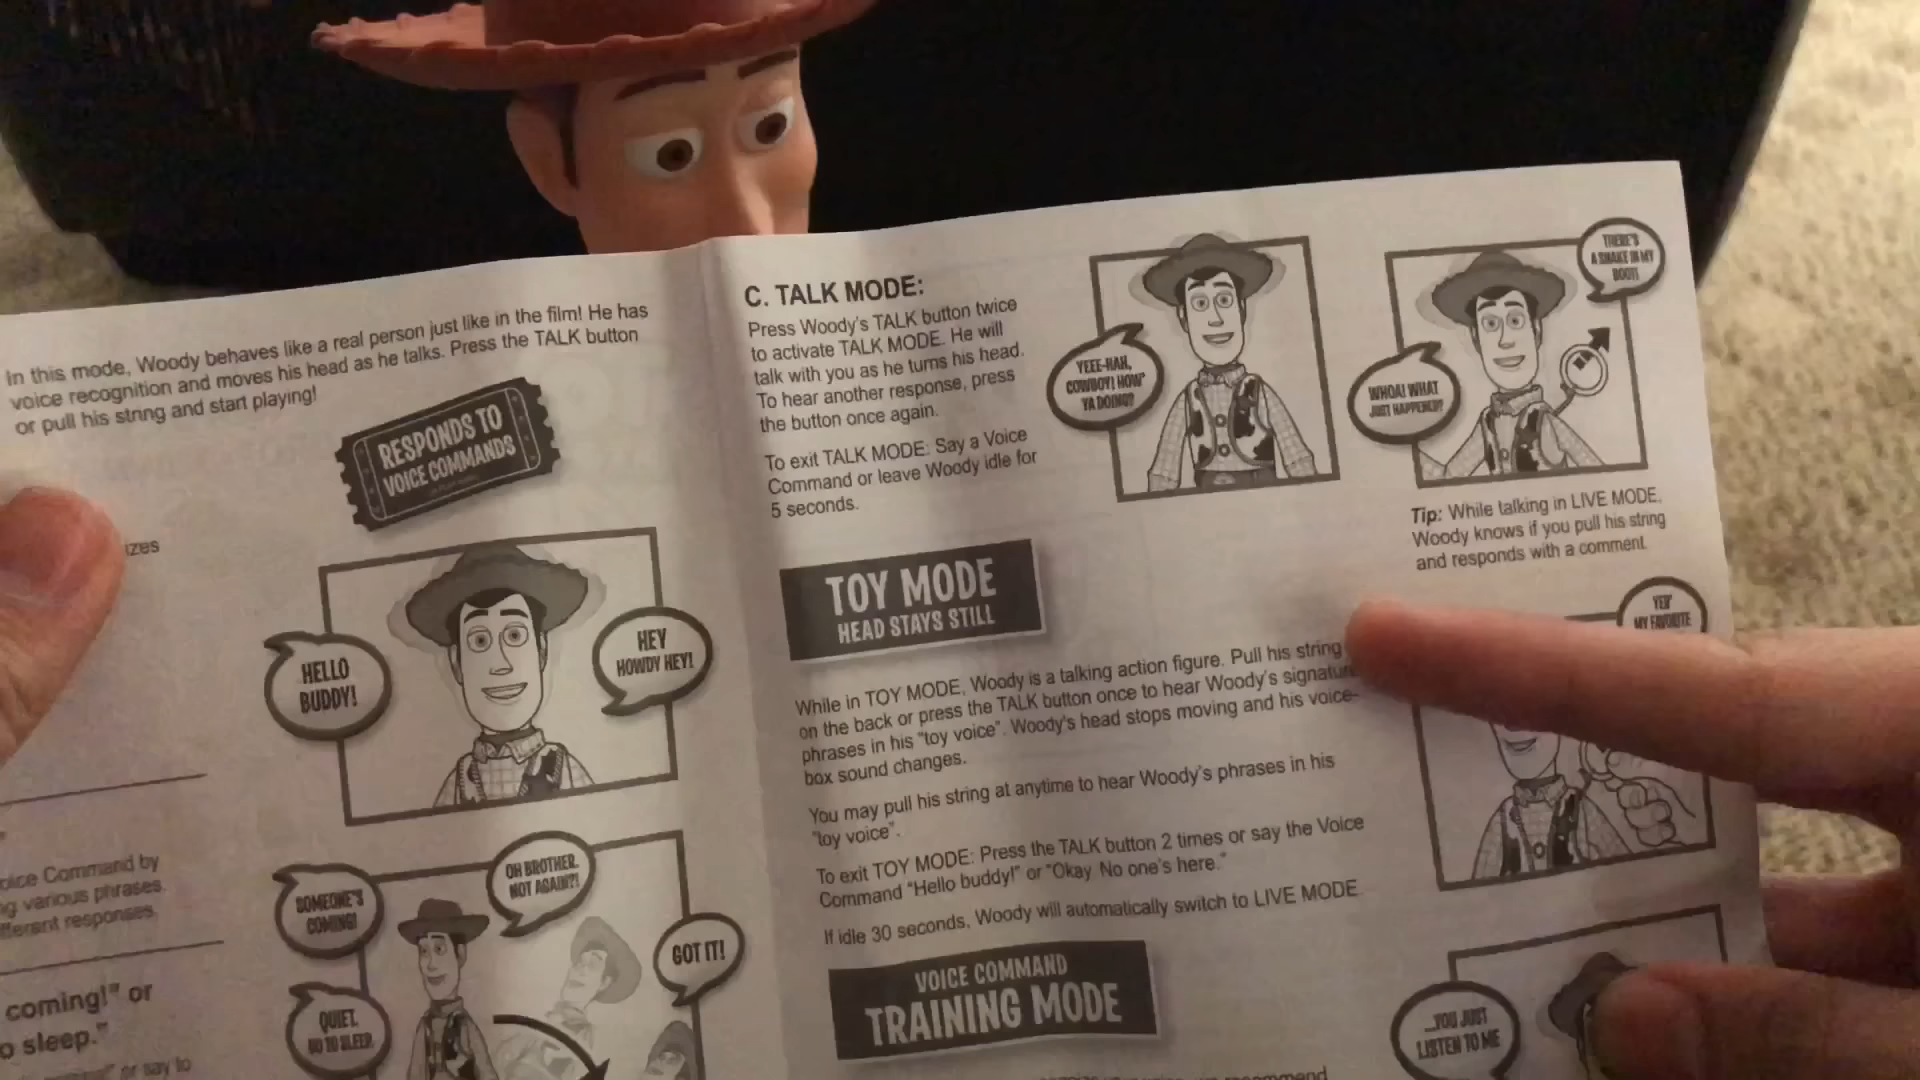 In this mode, Woody behaves like a real person just like in the film! He has
voice recognition and moves his head as he talks. Press the TALK button
or pull his string and start playing!
RESPONDS TO
VOICE COMMANDS
izes
HELLO
BUDDY!
HEY
HOWDY HEY!
oice Command by
ng various phrases.
fferent responses.
coming!" or
o sleep."
or say to
SOMEONE'S
COMING!
OH BROTHER,
NOT AGAIN?!
GOT IT!
QUIET.
GO TO SLEEP.
C. TALK MODE:
Press Woody's TALK button twice
to activate TALK MODE. He will
talk with you as he turns his head.
To hear another response, press
the button once again.
To exit TALK MODE: Say a Voice
Command or leave Woody idle for
5 seconds.
YEEE-HAH,
COWBOY! HOW'
YA DOING?
WHOA! WHAT
JUST HAPPENED?
THERE'S
A SNAKE IN MY
BOOT!
Tip: While talking in LIVE MODE,
Woody knows if you pull his string
and responds with a comment.
TOY MODE
HEAD STAYS STILL
While in TOY MODE, Woody is a talking action figure. Pull his string
on the back or press the TALK button once to hear Woody's signature
phrases in his "toy voice". Woody's head stops moving and his voice-
box sound changes.
You may pull his string at anytime to hear Woody's phrases in his
"toy voice".
To exit TOY MODE: Press the TALK button 2 times or say the Voice
Command "Hello buddy!" or "Okay. No one's here."
If idle 30 seconds, Woody will automatically switch to LIVE MODE.
YER'
MY FAVORITE
VOICE COMMAND
TRAINING MODE
...YOU JUST
LISTEN TO ME
recommend